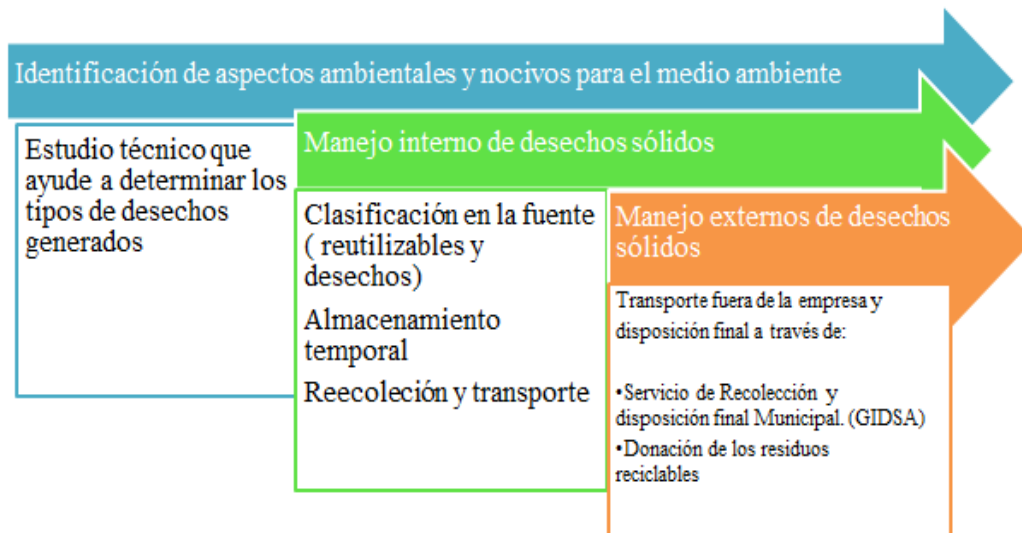 Identificación de aspectos ambientales y nocivos para el medio ambiente
Estudio técnico que
ayude a determinar los
tipos de desechos
generados
Manejo interno de desechos sólidos
Clasificación en la fuente
( reutilizables y
desechos)
Almacenamiento
temporal
Reecoleción y transporte
Manejo externos de desechos
sólidos
Transporte fuera de la empresa y
disposición final a través de:
•Servicio de Recolección y
disposición final Municipal. (GIDSA)
•Donación de los residuos
reciclables